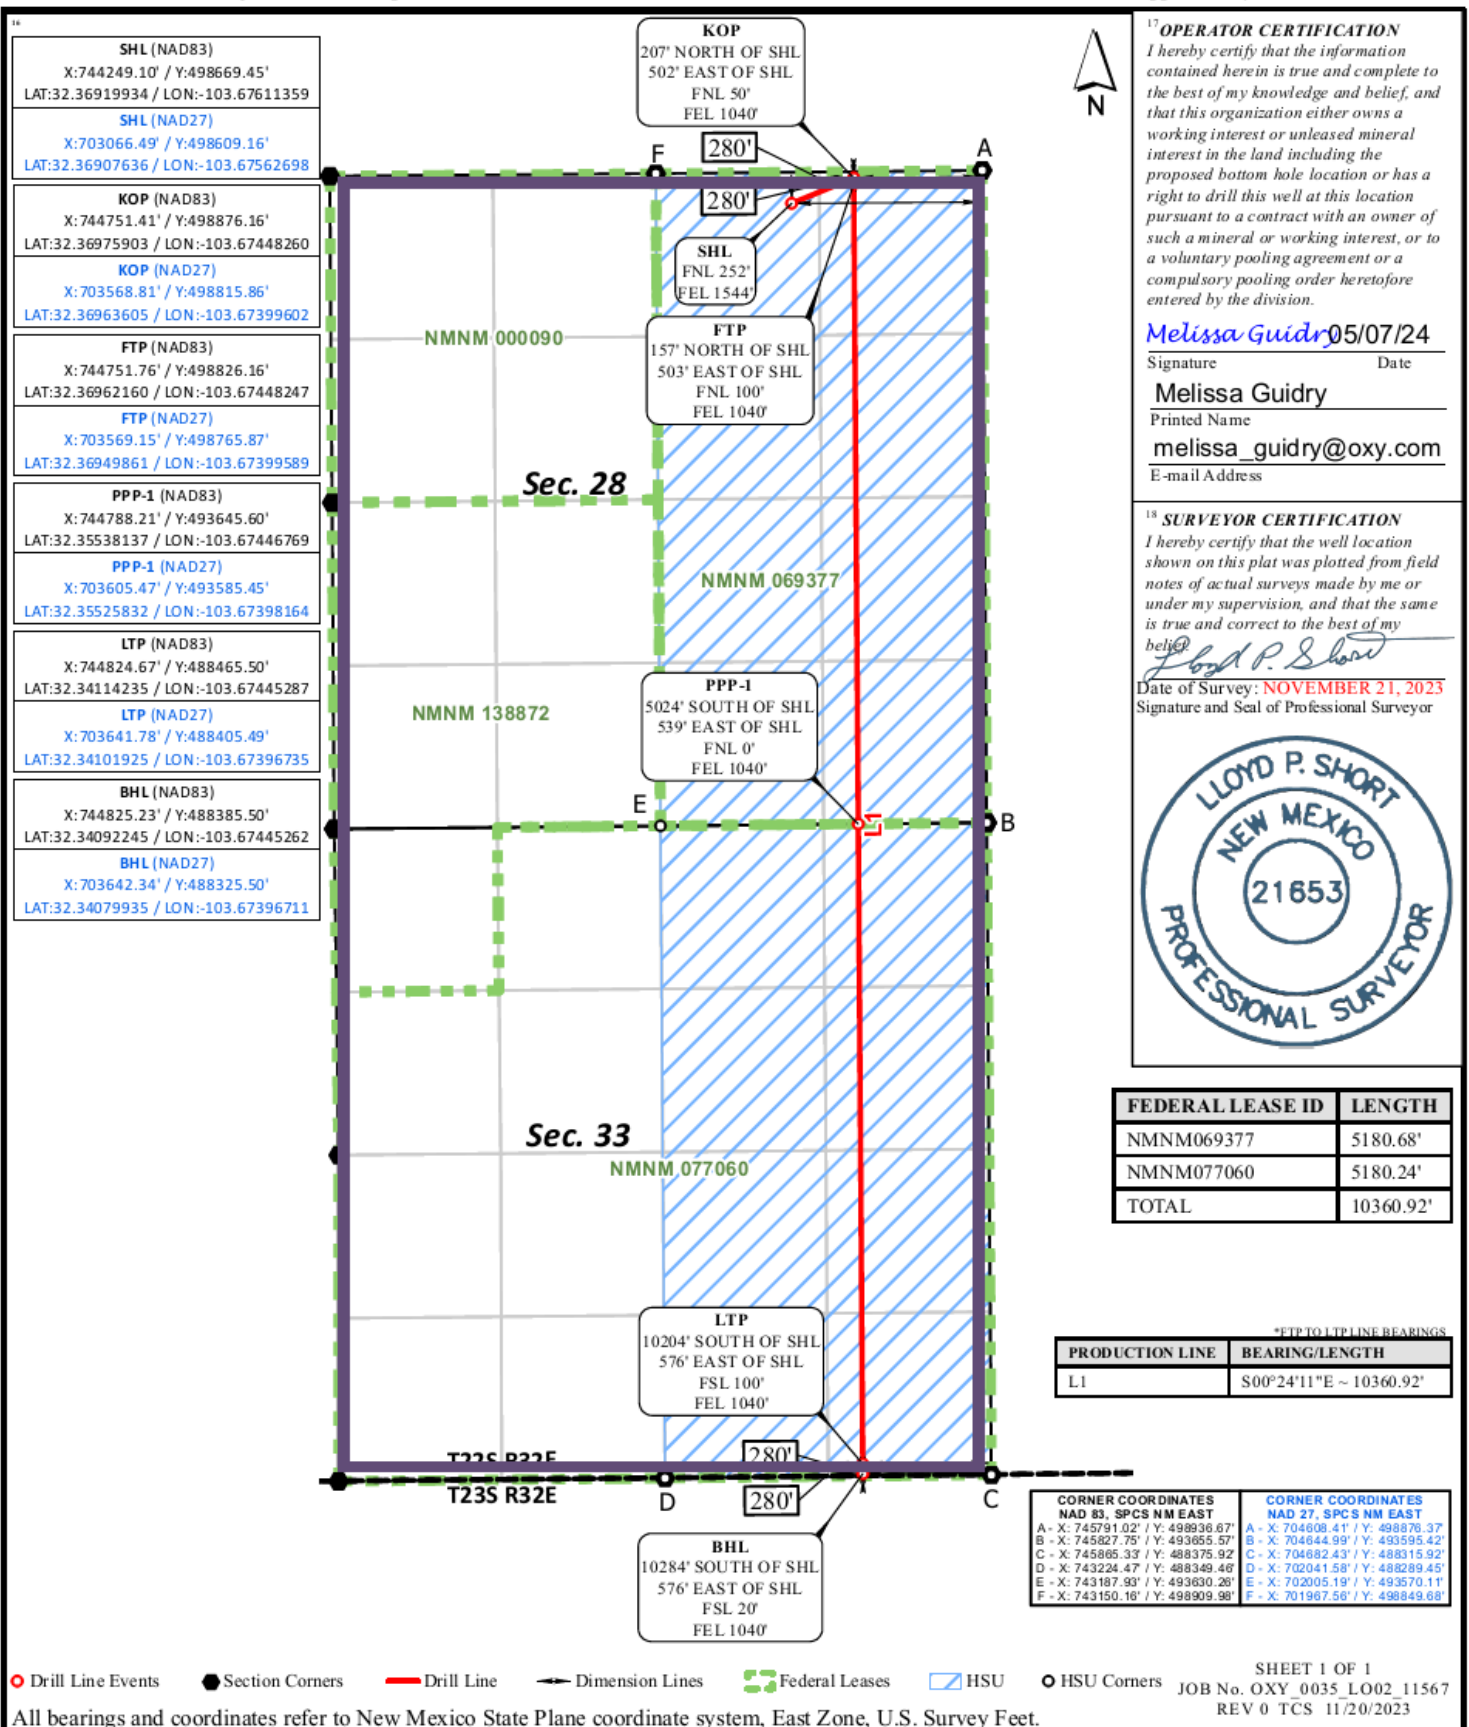 16
SHL (NAD83)
X:744249.10' / Y:498669.45'
LAT:32.36919934 / LON:-103.67611359
SHL (NAD27)
X:703066.49' / Y:498609.16'
LAT:32.36907636 / LON:-103.67562698
KOP (NAD83)
X:744751.41' / Y:498876.16'
LAT:32.36975903 / LON:-103.67448260
KOP (NAD27)
X:703568.81' / Y:498815.86'
LAT:32.36963605 / LON:-103.67399602
FTP (NAD83)
X:744751.76' / Y:498826.16'
LAT:32.36962160 / LON:-103.67448247
FTP (NAD27)
X:703569.15' / Y:498765.87'
LAT:32.36949861 / LON:-103.67399589
PPP-1 (NAD83)
X:744788.21' / Y:493645.60'
LAT:32.35538137 / LON:-103.67446769
PPP-1 (NAD27)
X:703605.47' / Y:493585.45'
LAT:32.35525832 / LON:-103.67398164
LTP (NAD83)
X:744824.67' / Y:488465.50'
LAT:32.34114235 / LON:-103.67445287
LTP (NAD27)
X:703641.78' / Y:488405.49'
LAT:32.34101925 / LON:-103.67396735
BHL (NAD83)
X:744825.23' / Y:488385.50'
LAT:32.34092245 / LON:-103.67445262
BHL (NAD27)
X:703642.34' / Y:488325.50'
LAT:32.34079935 / LON:-103.67396711
KOP
207' NORTH OF SHL
502' EAST OF SHL
FNL 50'
FEL 1040'
N
F
280'
A
280'
SHL
FNL 252'
FEL 1544'
FTP
157' NORTH OF SHL
503' EAST OF SHL
FNL 100'
FEL 1040'
NMNM 000090
Sec. 28
NMNM 069377
PPP-1
5024' SOUTH OF SHL
539' EAST OF SHL
FNL 0'
FEL 1040'
NMNM 138872
E
B
Sec. 33
NMNM 077060
LTP
10204' SOUTH OF SHL
576' EAST OF SHL
FSL 100'
FEL 1040'
T22S R32E
280'
T23S R32E
D
280'
C
BHL
10284' SOUTH OF SHL
576' EAST OF SHL
FSL 20'
FEL 1040'
17 OPERATOR CERTIFICATION
I hereby certify that the information
contained herein is true and complete to
the best of my knowledge and belief, and
that this organization either owns a
working interest or unleased mineral
interest in the land including the
proposed bottom hole location or has a
right to drill this well at this location
pursuant to a contract with an owner of
such a mineral or working interest, or to
a voluntary pooling agreement or a
compulsory pooling order heretofore
entered by the division.
Melissa Guidry 05/07/24
Signature Date
Melissa Guidry
Printed Name
melissa_guidry@oxy.com
E-mail Address
18 SURVEYOR CERTIFICATION
I hereby certify that the well location
shown on this plat was plotted from field
notes of actual surveys made by me or
under my supervision, and that the same
is true and correct to the best of my
belief.
Lloyd P. Short
Date of Survey: NOVEMBER 21, 2023
Signature and Seal of Professional Surveyor
LLOYD P. SHORT
NEW MEXICO
21653
PROFESSIONAL SURVEYOR
FEDERAL LEASE ID LENGTH
NMNM069377 5180.68'
NMNM077060 5180.24'
TOTAL 10360.92'
*FTP TO LTP LINE BEARINGS
PRODUCTION LINE BEARING/LENGTH
L1 S00°24'11"E ~ 10360.92'
CORNER COORDINATES
NAD 83, SPCS NM EAST
A - X: 745791.02' / Y: 498936.67'
B - X: 745827.75' / Y: 493655.57'
C - X: 745865.33' / Y: 488375.92'
D - X: 743224.47' / Y: 488349.46'
E - X: 743187.93' / Y: 493630.26'
F - X: 743150.16' / Y: 498909.98'
CORNER COORDINATES
NAD 27, SPCS NM EAST
A - X: 704608.41' / Y: 498876.37'
B - X: 704644.99' / Y: 493595.42'
C - X: 704682.43' / Y: 488315.92'
D - X: 702041.58' / Y: 488289.45'
E - X: 702005.19' / Y: 493570.11'
F - X: 701967.56' / Y: 498849.68'
Drill Line Events Section Corners Drill Line Dimension Lines Federal Leases HSU HSU Corners
SHEET 1 OF 1
JOB No. OXY_0035_LO02_11567
REV 0 TCS 11/20/2023
All bearings and coordinates refer to New Mexico State Plane coordinate system, East Zone, U.S. Survey Feet.